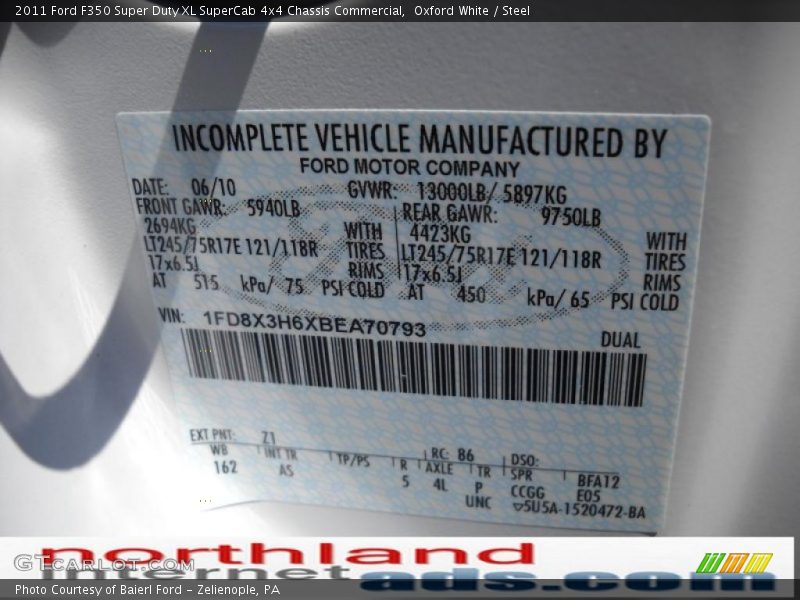 2011 Ford F350 Super Duty XL SuperCab 4x4 Chassis Commercial, Oxford White / Steel
INCOMPLETE VEHICLE MANUFACTURED BY
FORD MOTOR COMPANY
DATE: 06/10 GVWR: 13000LB/ 5897KG
FRONT GAWR: 5940LB REAR GAWR: 9750LB
2694KG WITH 4423KG WITH
LT245/75R17E 121/118R TIRES LT245/75R17E 121/118R TIRES
17x6.5J RIMS 17x6.5J RIMS
AT 515 kPa/ 75 PSI COLD AT 450 kPa/ 65 PSI COLD
VIN: 1FD8X3H6XBEA70793 DUAL
EXT PNT: Z1 RC: 86 DSO:
WB INT TR TP/PS R AXLE TR SPR BFA12
162 AS 5 4L P CCGG E05
UNC ▽5U5A-1520472-BA
northland
GTCARLOT.COM
internet ads.com
Photo Courtesy of Baierl Ford - Zelienople, PA